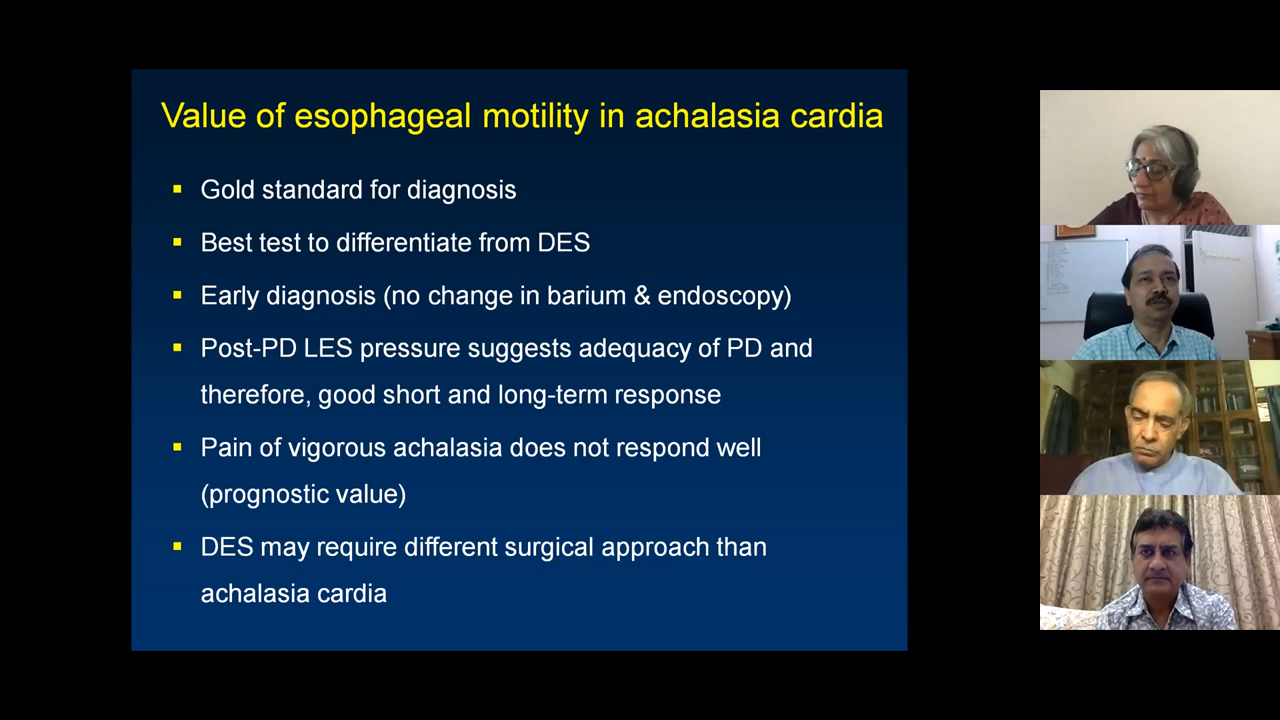 Value of esophageal motility in achalasia cardia
▪ Gold standard for diagnosis
▪ Best test to differentiate from DES
▪ Early diagnosis (no change in barium & endoscopy)
▪ Post-PD LES pressure suggests adequacy of PD and
therefore, good short and long-term response
▪ Pain of vigorous achalasia does not respond well
(prognostic value)
▪ DES may require different surgical approach than
achalasia cardia